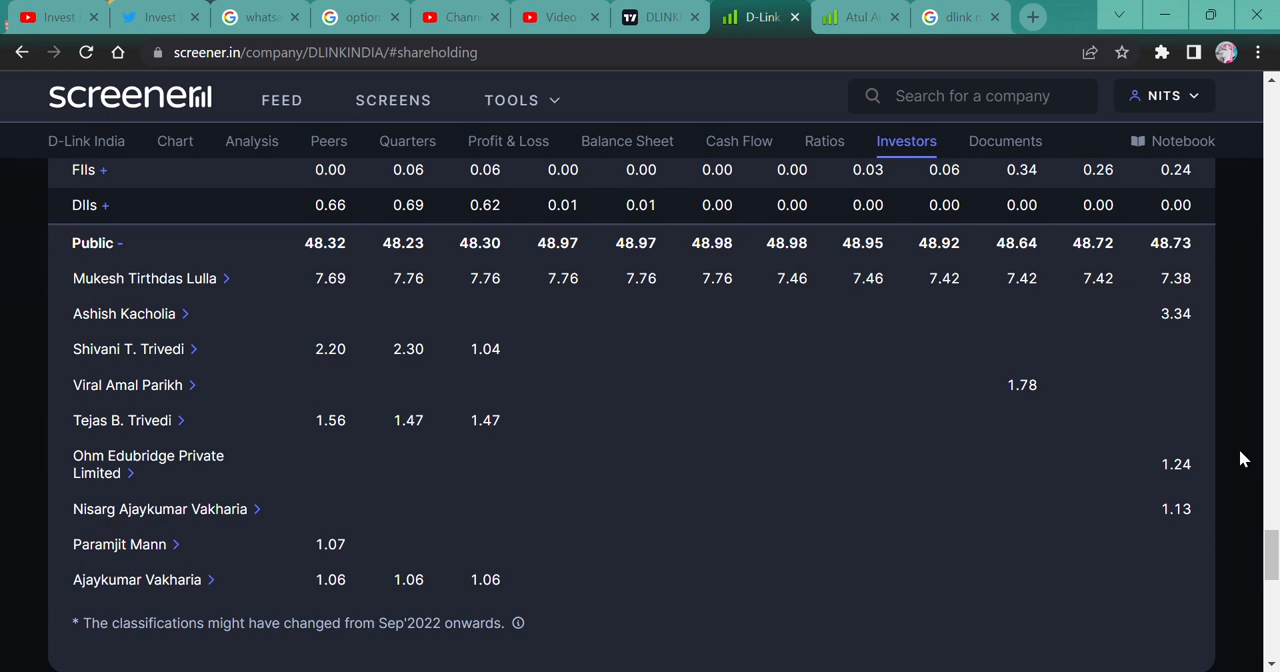 Invest
Invest
whatsa
option
Chann
Video
DLINKI
D-Link
Atul A
dlink n
screener.in/company/DLINKINDIA/#shareholding
screener
FEED
SCREENS
TOOLS
Search for a company
NITS
D-Link India Chart Analysis Peers Quarters Profit & Loss Balance Sheet Cash Flow Ratios Investors Documents Notebook
FIIs + 0.00 0.06 0.06 0.00 0.00 0.00 0.00 0.03 0.06 0.34 0.26 0.24
DIIs + 0.66 0.69 0.62 0.01 0.01 0.00 0.00 0.00 0.00 0.00 0.00 0.00
Public - 48.32 48.23 48.30 48.97 48.97 48.98 48.98 48.95 48.92 48.64 48.72 48.73
Mukesh Tirthdas Lulla > 7.69 7.76 7.76 7.76 7.76 7.76 7.46 7.46 7.42 7.42 7.42 7.38
Ashish Kacholia > 3.34
Shivani T. Trivedi > 2.20 2.30 1.04
Viral Amal Parikh > 1.78
Tejas B. Trivedi > 1.56 1.47 1.47
Ohm Edubridge Private
Limited > 1.24
Nisarg Ajaykumar Vakharia > 1.13
Paramjit Mann > 1.07
Ajaykumar Vakharia > 1.06 1.06 1.06
* The classifications might have changed from Sep'2022 onwards.